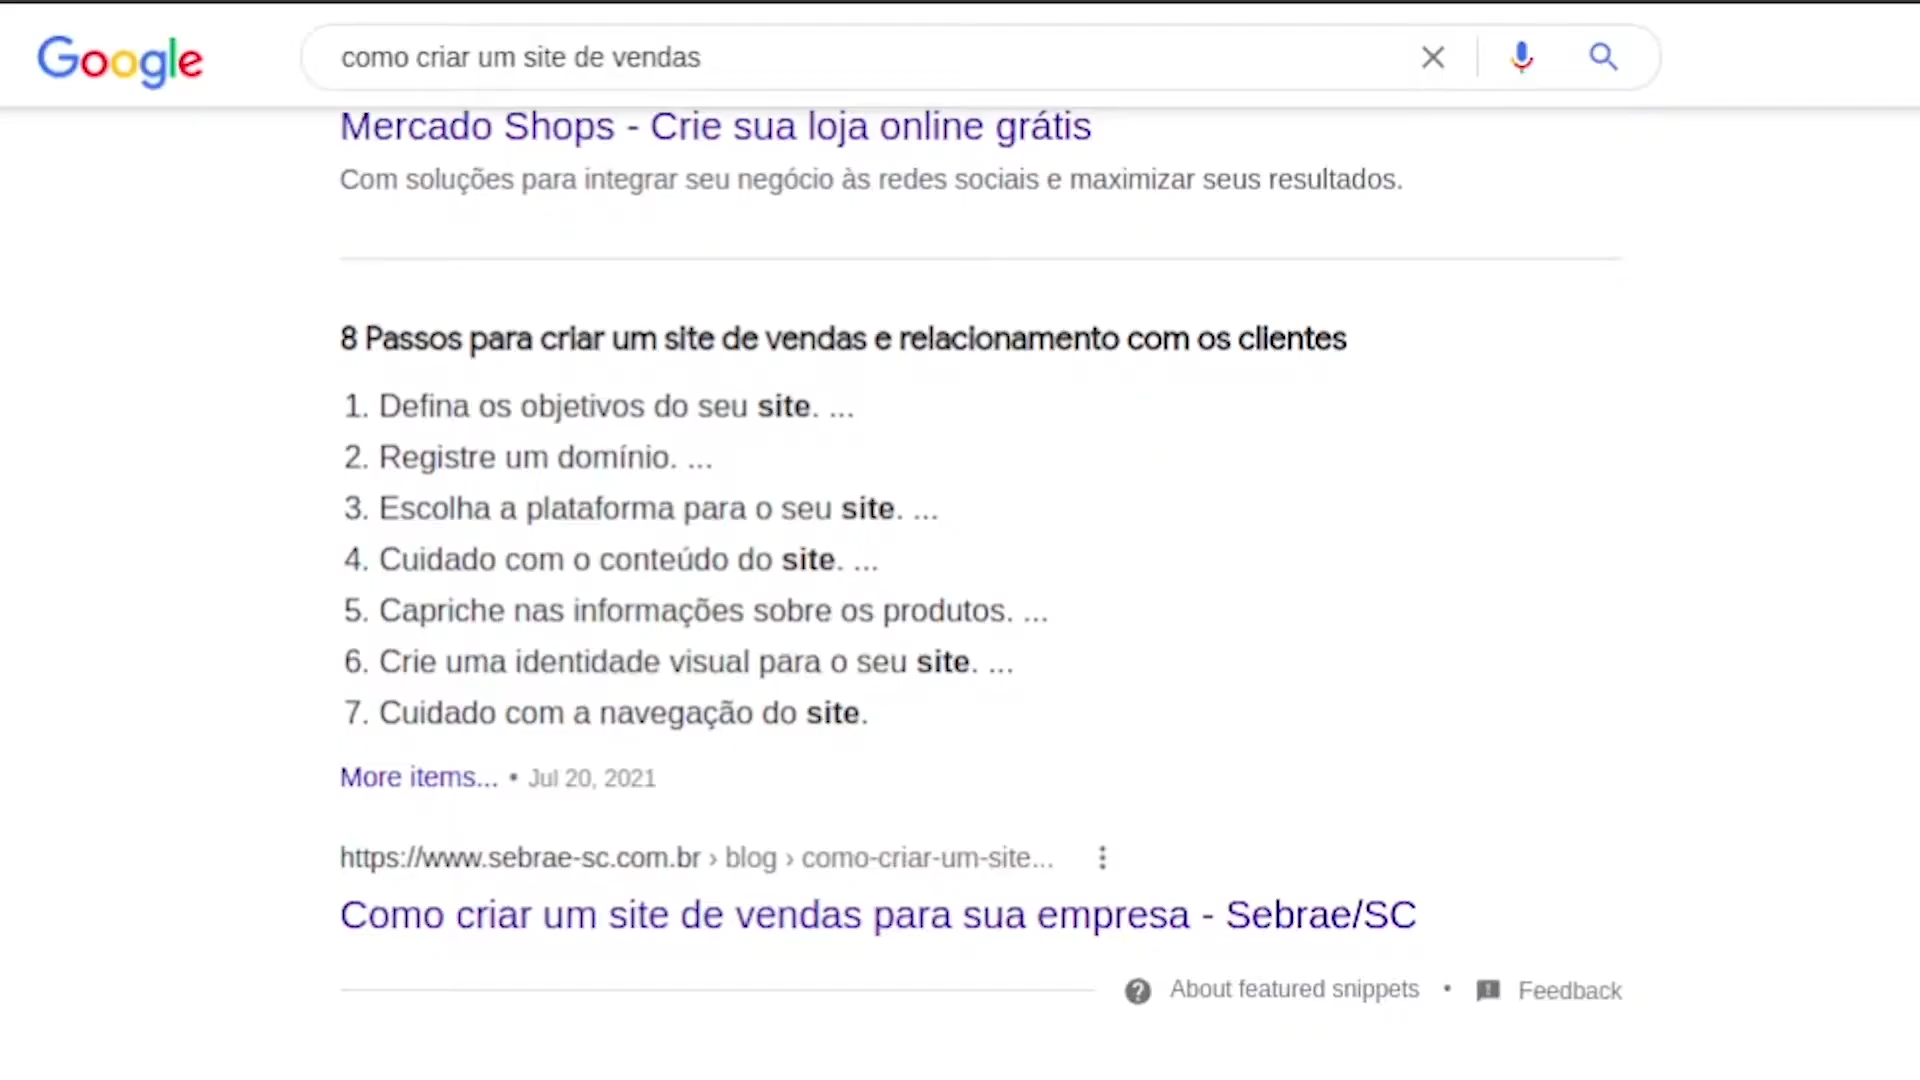 Google
como criar um site de vendas
Mercado Shops - Crie sua loja online grátis
Com soluções para integrar seu negócio às redes sociais e maximizar seus resultados.
8 Passos para criar um site de vendas e relacionamento com os clientes
1. Defina os objetivos do seu site. ...
2. Registre um domínio. ...
3. Escolha a plataforma para o seu site. ...
4. Cuidado com o conteúdo do site. ...
5. Capriche nas informações sobre os produtos. ...
6. Crie uma identidade visual para o seu site. ...
7. Cuidado com a navegação do site.
More items... • Jul 20, 2021
https://www.sebrae-sc.com.br › blog › como-criar-um-site...
Como criar um site de vendas para sua empresa - Sebrae/SC
About featured snippets • Feedback